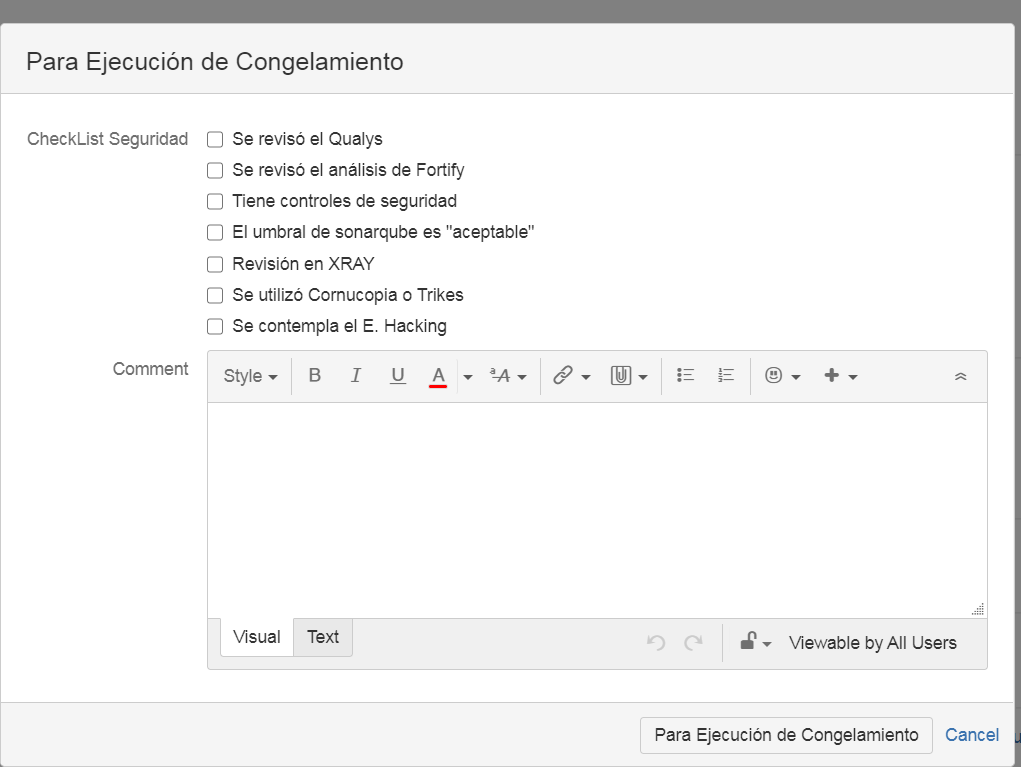 Para Ejecución de Congelamiento
CheckList Seguridad
Se revisó el Qualys
Se revisó el análisis de Fortify
Tiene controles de seguridad
El umbral de sonarqube es "aceptable"
Revisión en XRAY
Se utilizó Cornucopia o Trikes
Se contempla el E. Hacking
Comment
Style B I U A ªA
Visual Text Viewable by All Users
Para Ejecución de Congelamiento Cancel